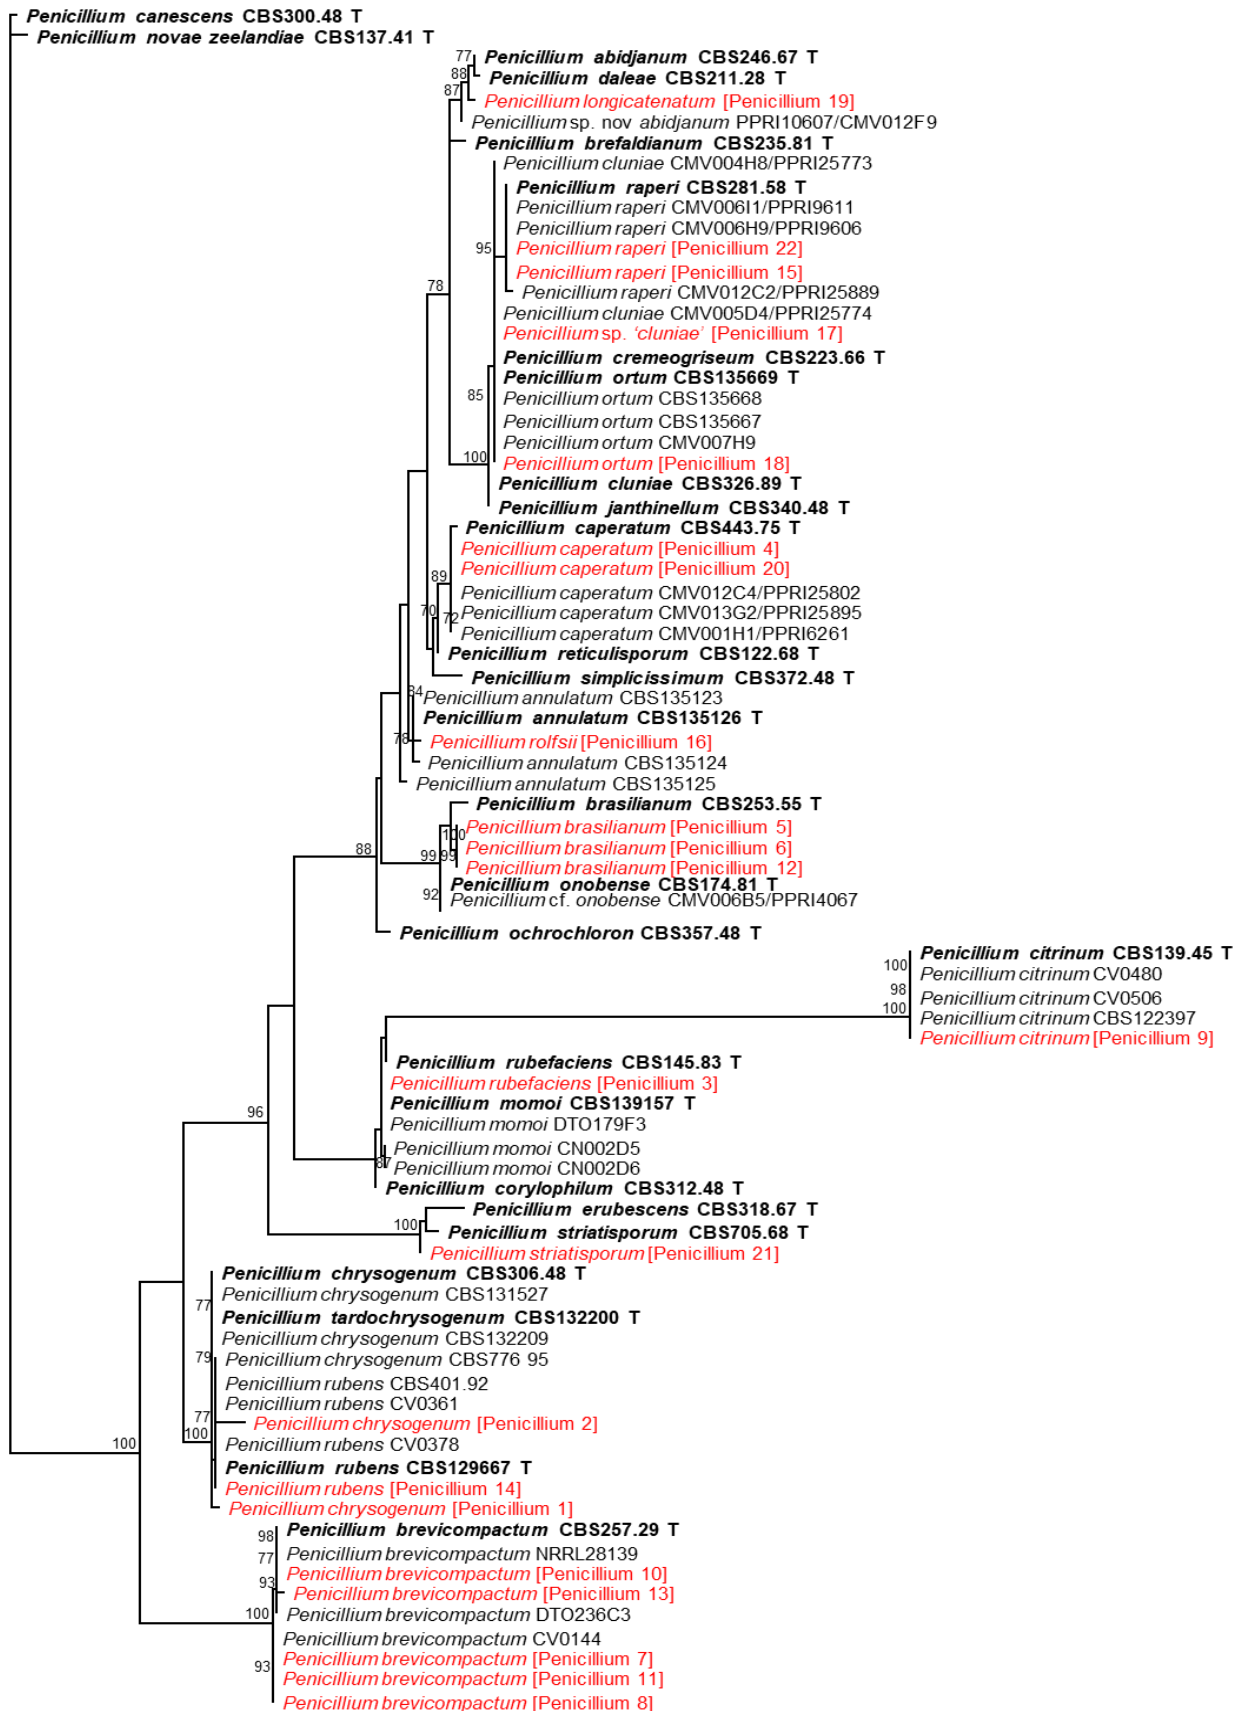 Penicillium canescens CBS300.48 T
Penicillium novae zeelandiae CBS137.41 T
77 Penicillium abidjanum CBS246.67 T
88 Penicillium daleae CBS211.28 T
87 Penicillium longicatenatum [Penicillium 19]
Penicillium sp. nov abidjanum PPRI10607/CMV012F9
Penicillium brefaldianum CBS235.81 T
Penicillium cluniae CMV004H8/PPRI25773
Penicillium raperi CBS281.58 T
Penicillium raperi CMV006I1/PPRI9611
Penicillium raperi CMV006H9/PPRI9606
95 Penicillium raperi [Penicillium 22]
Penicillium raperi [Penicillium 15]
78 Penicillium raperi CMV012C2/PPRI25889
Penicillium cluniae CMV005D4/PPRI25774
Penicillium sp. ‘cluniae’ [Penicillium 17]
Penicillium cremeogriseum CBS223.66 T
Penicillium ortum CBS135669 T
85 Penicillium ortum CBS135668
Penicillium ortum CBS135667
Penicillium ortum CMV007H9
100 Penicillium ortum [Penicillium 18]
Penicillium cluniae CBS326.89 T
Penicillium janthinellum CBS340.48 T
Penicillium caperatum CBS443.75 T
Penicillium caperatum [Penicillium 4]
89 Penicillium caperatum [Penicillium 20]
Penicillium caperatum CMV012C4/PPRI25802
70 72 Penicillium caperatum CMV013G2/PPRI25895
Penicillium caperatum CMV001H1/PPRI6261
Penicillium reticulisporum CBS122.68 T
Penicillium simplicissimum CBS372.48 T
84 Penicillium annulatum CBS135123
Penicillium annulatum CBS135126 T
78 Penicillium rolfsii [Penicillium 16]
Penicillium annulatum CBS135124
Penicillium annulatum CBS135125
Penicillium brasilianum CBS253.55 T
100 Penicillium brasilianum [Penicillium 5]
88 99 99 Penicillium brasilianum [Penicillium 6]
Penicillium brasilianum [Penicillium 12]
92 Penicillium onobense CBS174.81 T
Penicillium cf. onobense CMV006B5/PPRI4067
Penicillium ochrochloron CBS357.48 T
Penicillium citrinum CBS139.45 T
100 Penicillium citrinum CV0480
98 Penicillium citrinum CV0506
100 Penicillium citrinum CBS122397
Penicillium citrinum [Penicillium 9]
Penicillium rubefaciens CBS145.83 T
Penicillium rubefaciens [Penicillium 3]
Penicillium momoi CBS139157 T
96 Penicillium momoi DTO179F3
Penicillium momoi CN002D5
87 Penicillium momoi CN002D6
Penicillium corylophilum CBS312.48 T
Penicillium erubescens CBS318.67 T
100 Penicillium striatisporum CBS705.68 T
Penicillium striatisporum [Penicillium 21]
Penicillium chrysogenum CBS306.48 T
Penicillium chrysogenum CBS131527
77 Penicillium tardochrysogenum CBS132200 T
Penicillium chrysogenum CBS132209
79 Penicillium chrysogenum CBS776 95
Penicillium rubens CBS401.92
Penicillium rubens CV0361
77 Penicillium chrysogenum [Penicillium 2]
100 100 Penicillium rubens CV0378
Penicillium rubens CBS129667 T
Penicillium rubens [Penicillium 14]
Penicillium chrysogenum [Penicillium 1]
98 Penicillium brevicompactum CBS257.29 T
77 Penicillium brevicompactum NRRL28139
Penicillium brevicompactum [Penicillium 10]
93 Penicillium brevicompactum [Penicillium 13]
100 Penicillium brevicompactum DTO236C3
Penicillium brevicompactum CV0144
93 Penicillium brevicompactum [Penicillium 7]
Penicillium brevicompactum [Penicillium 11]
Penicillium brevicompactum [Penicillium 8]